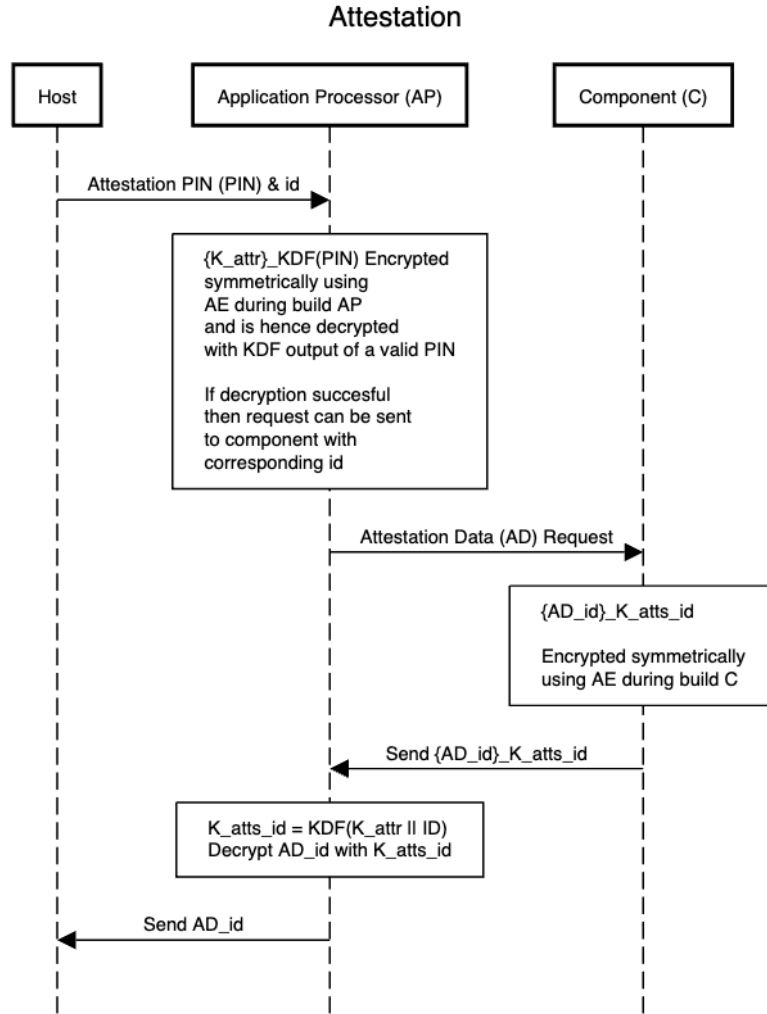 Attestation
Host
Application Processor (AP)
Component (C)
Attestation PIN (PIN) & id
{K_attr}_KDF(PIN) Encrypted
symmetrically using
AE during build AP
and is hence decrypted
with KDF output of a valid PIN
If decryption succesful
then request can be sent
to component with
corresponding id
Attestation Data (AD) Request
{AD_id}_K_atts_id
Encrypted symmetrically
using AE during build C
Send {AD_id}_K_atts_id
K_atts_id = KDF(K_attr || ID)
Decrypt AD_id with K_atts_id
Send AD_id